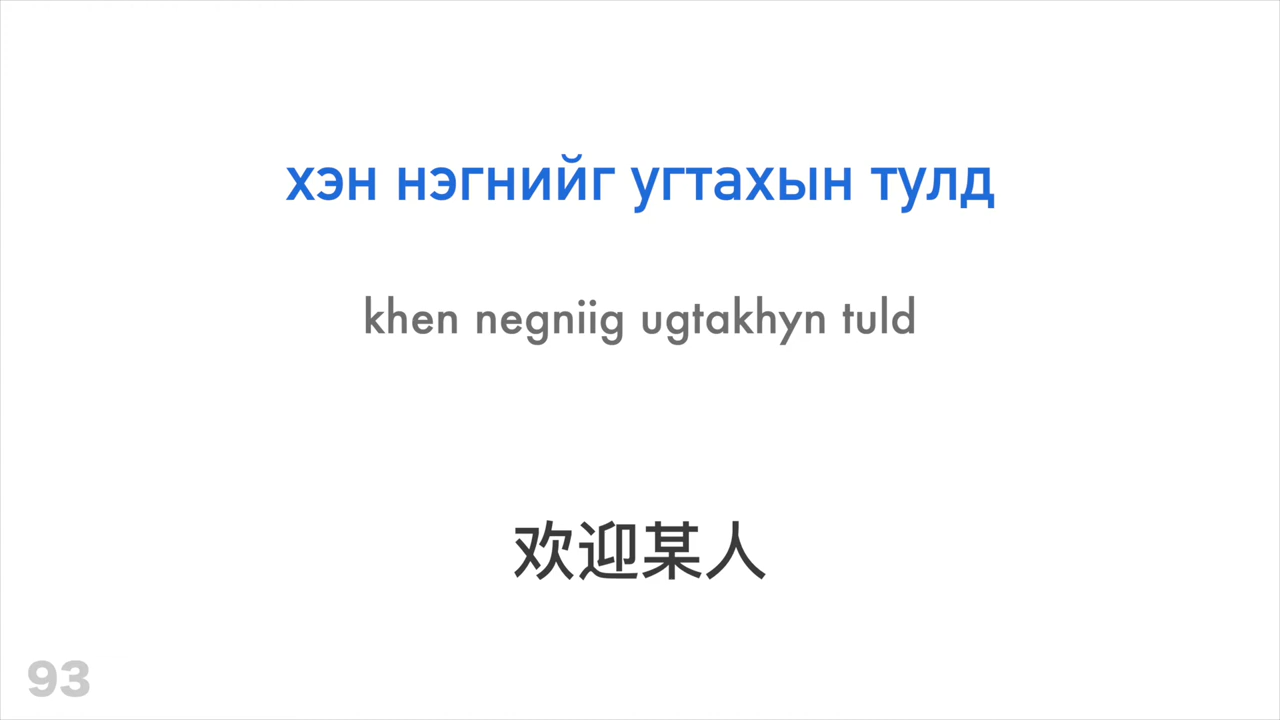 хэн нэгнийг угтахын тулд
khen negniig ugtakhyn tuld
欢迎某人
93